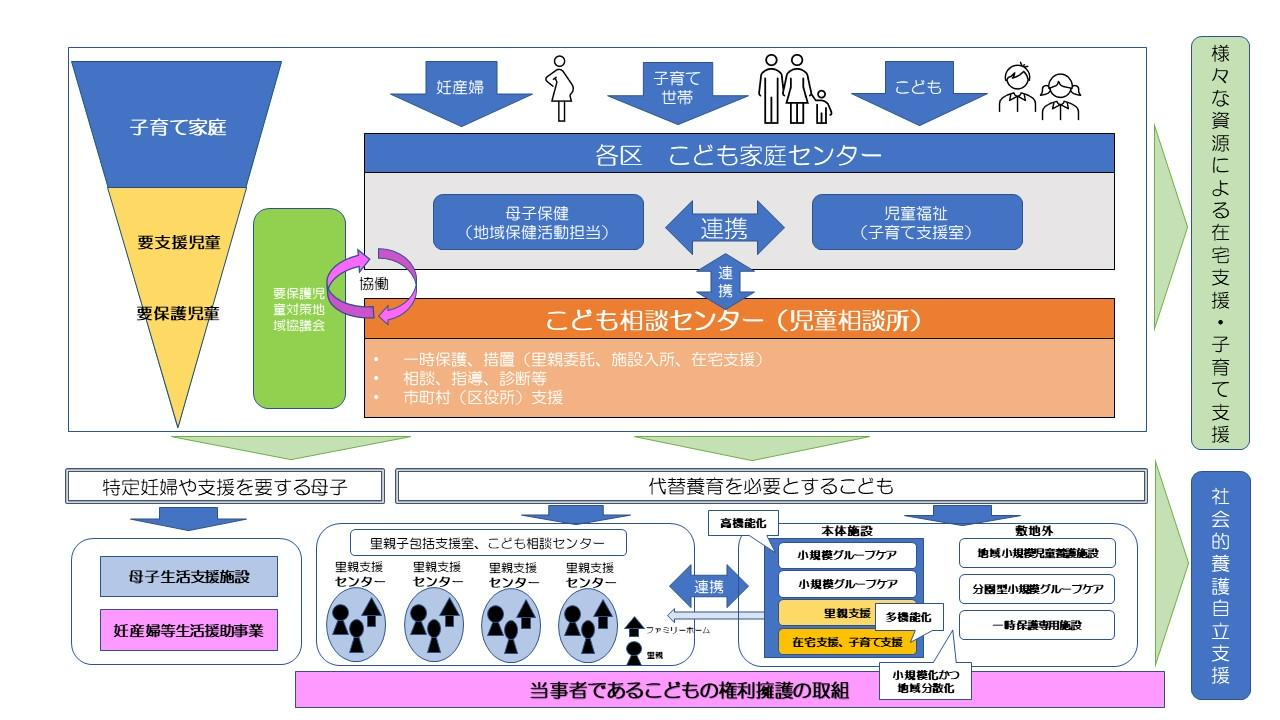 妊産婦
子育て
世帯
こども
子育て家庭
要支援児童
要保護児童
各区　こども家庭センター
母子保健
（地域保健活動担当）
連携
児童福祉
（子育て支援室）
連
携
協働
要保護児
童対策地
域協議会
こども相談センター（児童相談所）
• 一時保護、措置（里親委託、施設入所、在宅支援）
• 相談、指導、診断等
• 市町村（区役所）支援
様々な資源による在宅支援・子育て支援
特定妊婦や支援を要する母子
代替養育を必要とするこども
母子生活支援施設
妊産婦等生活援助事業
里親子包括支援室、こども相談センター
里親支援
センター
里親支援
センター
里親支援
センター
里親支援
センター
ファミリーホーム
里親
連携
高機能化
本体施設
小規模グループケア
小規模グループケア
里親支援
多機能化
在宅支援、子育て支援
敷地外
地域小規模児童養護施設
分園型小規模グループケア
一時保護専用施設
小規模化かつ
地域分散化
社会的養護自立支援
当事者であるこどもの権利擁護の取組